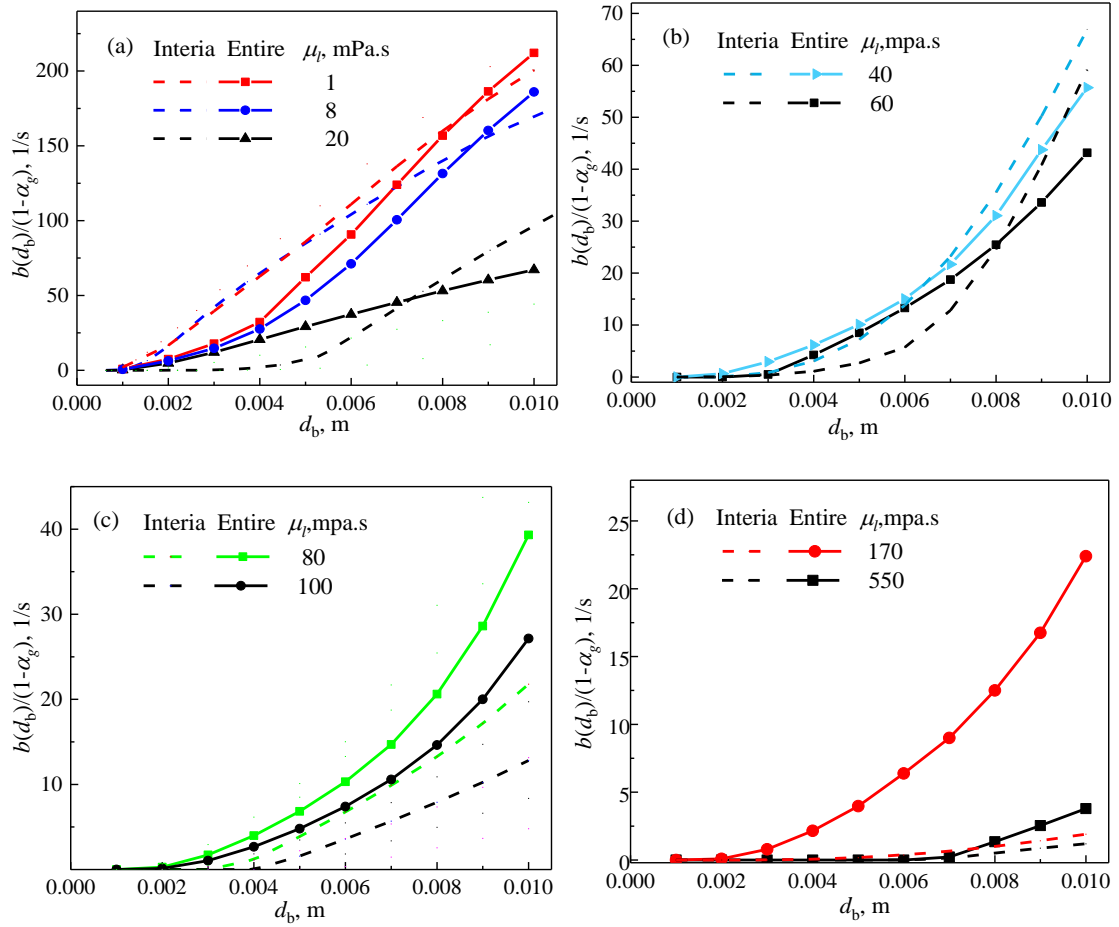 (a) Interia Entire μl, mPa.s
1
8
20
200
150
100
50
0
b(db)/(1-αg), 1/s
0.000 0.002 0.004 0.006 0.008 0.010
db, m
(b) Interia Entire μl,mpa.s
40
60
70
60
50
40
30
20
10
0
b(db)/(1-αg), 1/s
0.000 0.002 0.004 0.006 0.008 0.010
db, m
(c) Interia Entire μl,mpa.s
80
100
40
30
20
10
b(db)/(1-αg), 1/s
0.000 0.002 0.004 0.006 0.008 0.010
db, m
(d) Interia Entire μl,mpa.s
170
550
25
22
15
10
5
0
b(db)/(1-αg), 1/s
0.000 0.002 0.004 0.006 0.008 0.010
db, m